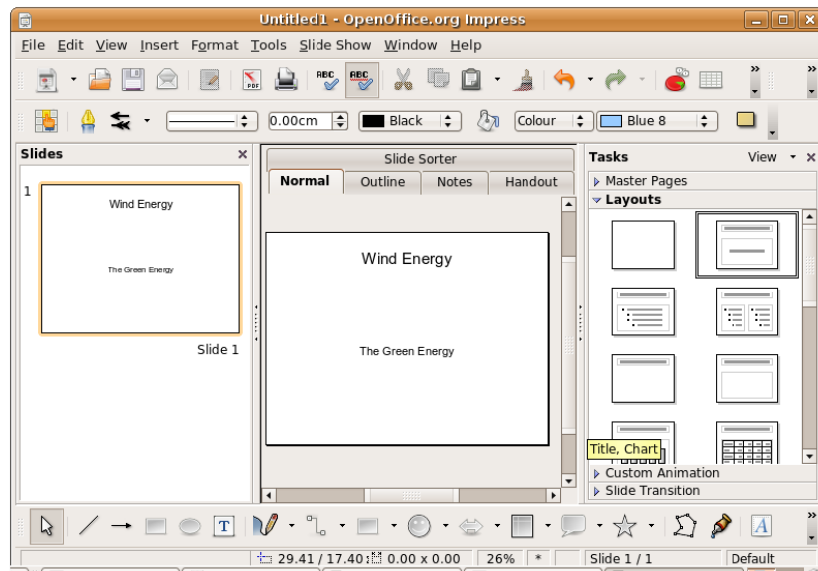 Untitled1 - OpenOffice.org Impress
File Edit View Insert Format Tools Slide Show Window Help
PDF ABC ABC »  »
0.00cm Black Colour Blue 8
Slides
1
Wind Energy
The Green Energy
Slide 1
Slide Sorter
Normal Outline Notes Handout
Wind Energy
The Green Energy
Tasks View
Master Pages
Layouts
Title, Chart
Custom Animation
Slide Transition
T A »
29.41 / 17.40 0.00 x 0.00 26% * Slide 1 / 1 Default